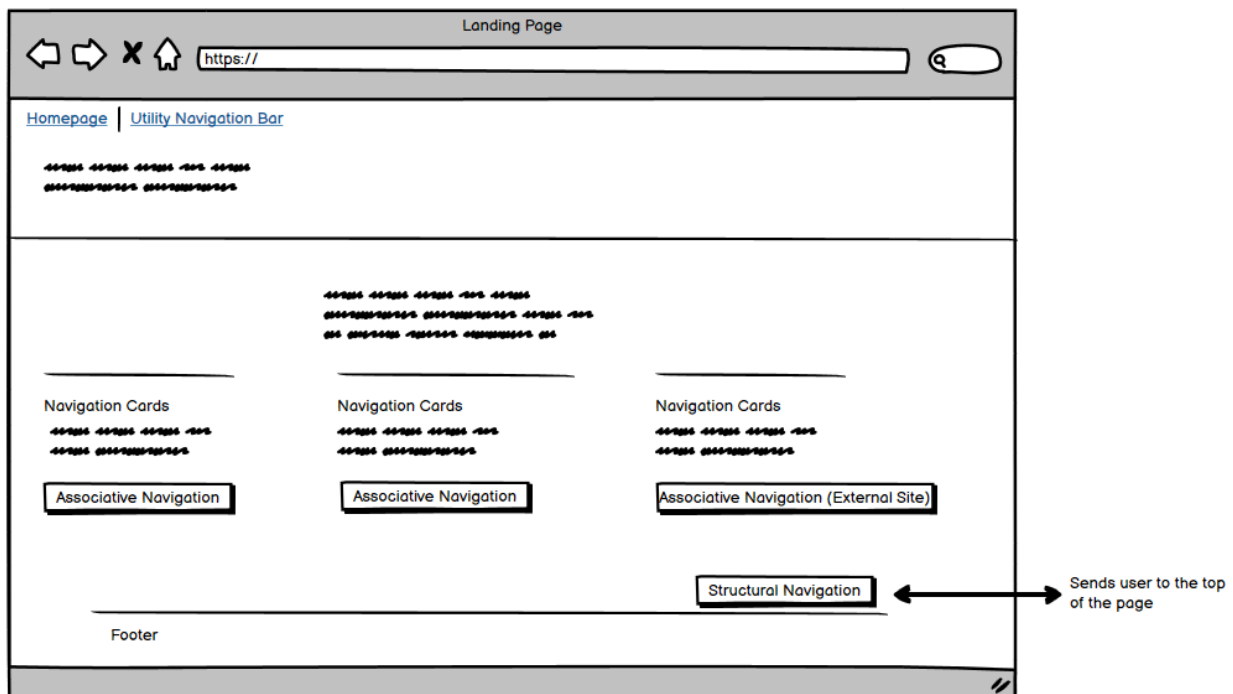 Landing Page
https://
Homepage | Utility Navigation Bar
Navigation Cards
Navigation Cards
Navigation Cards
Associative Navigation
Associative Navigation
Associative Navigation (External Site)
Structural Navigation
Sends user to the top
of the page
Footer